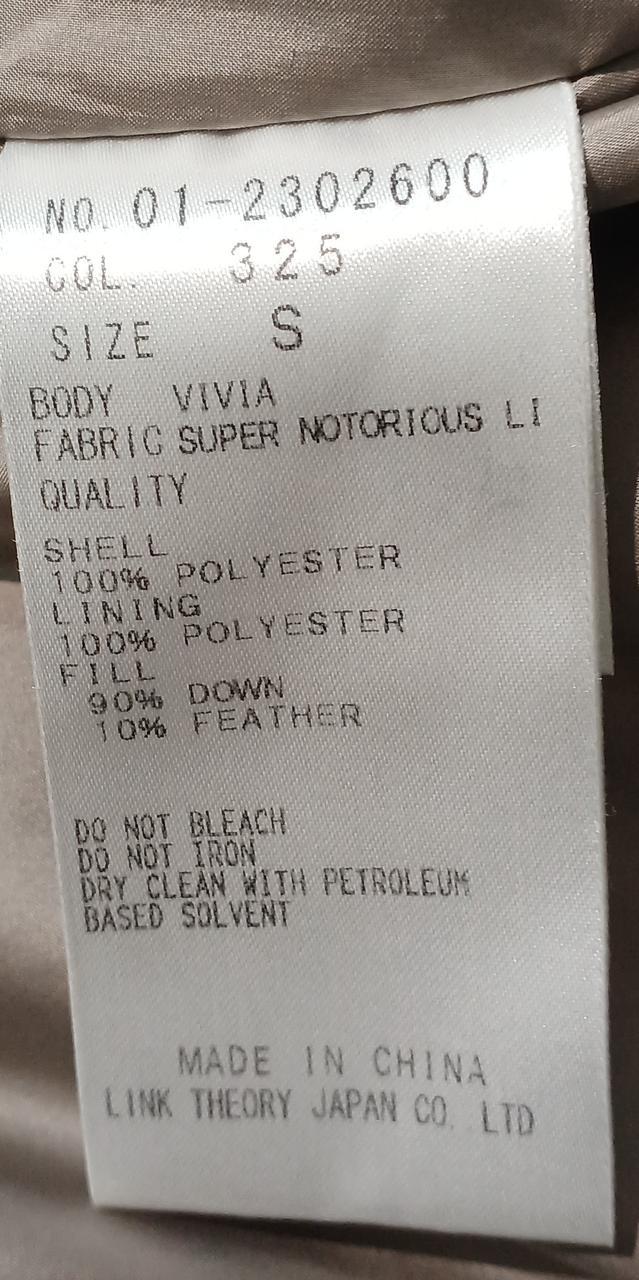 NO. 01-2302600
COL. 325
SIZE S
BODY VIVIA
FABRIC SUPER NOTORIOUS LI
QUALITY
SHELL
100% POLYESTER
LINING
100% POLYESTER
FILL
90% DOWN
10% FEATHER
DO NOT BLEACH
DO NOT IRON
DRY CLEAN WITH PETROLEUM
BASED SOLVENT
MADE IN CHINA
LINK THEORY JAPAN CO. LTD